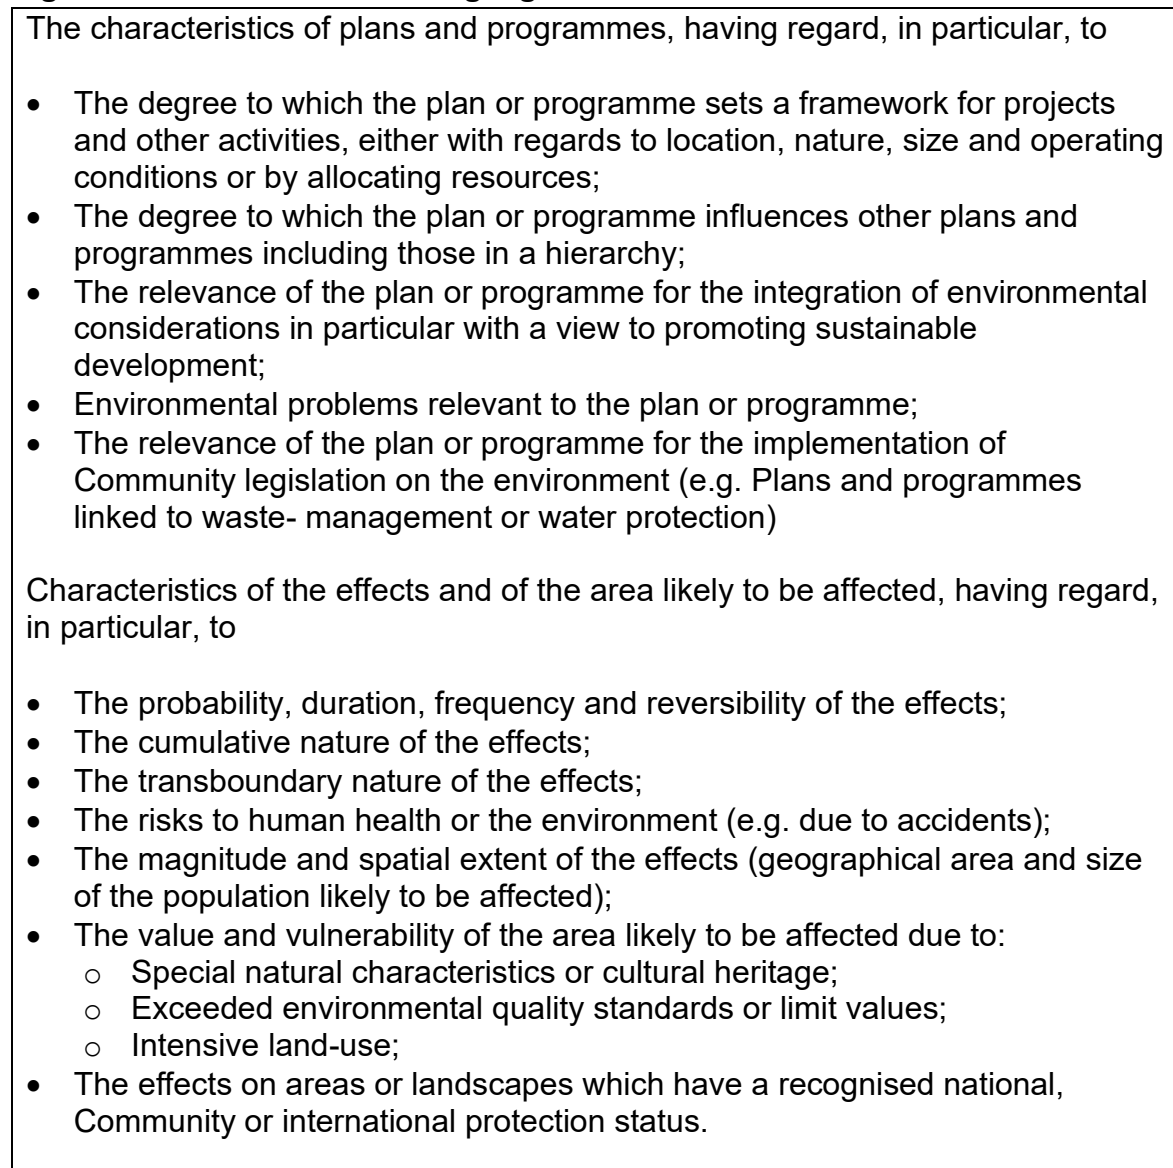 The characteristics of plans and programmes, having regard, in particular, to
• The degree to which the plan or programme sets a framework for projects
and other activities, either with regards to location, nature, size and operating
conditions or by allocating resources;
• The degree to which the plan or programme influences other plans and
programmes including those in a hierarchy;
• The relevance of the plan or programme for the integration of environmental
considerations in particular with a view to promoting sustainable
development;
• Environmental problems relevant to the plan or programme;
• The relevance of the plan or programme for the implementation of
Community legislation on the environment (e.g. Plans and programmes
linked to waste- management or water protection)
Characteristics of the effects and of the area likely to be affected, having regard,
in particular, to
• The probability, duration, frequency and reversibility of the effects;
• The cumulative nature of the effects;
• The transboundary nature of the effects;
• The risks to human health or the environment (e.g. due to accidents);
• The magnitude and spatial extent of the effects (geographical area and size
of the population likely to be affected);
• The value and vulnerability of the area likely to be affected due to:
o Special natural characteristics or cultural heritage;
o Exceeded environmental quality standards or limit values;
o Intensive land-use;
• The effects on areas or landscapes which have a recognised national,
Community or international protection status.